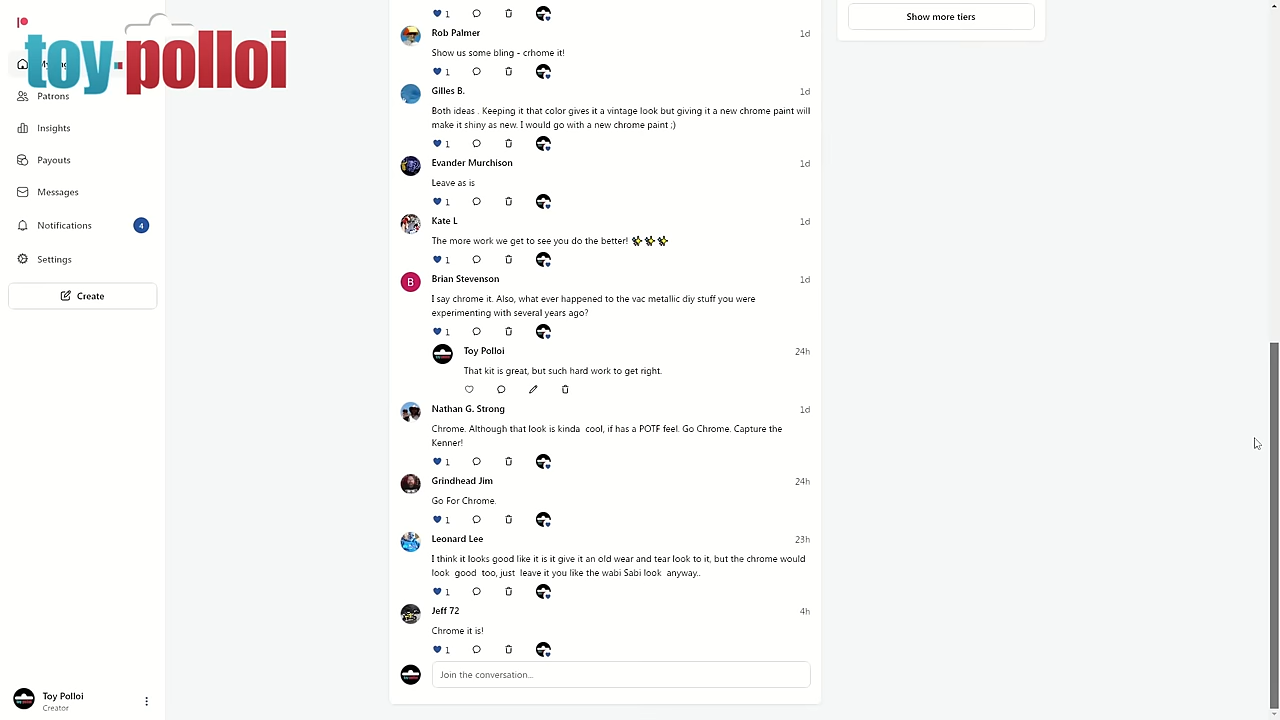 toy polloi
Patrons
Insights
Payouts
Messages
Notifications 4
Settings
Create
Toy Polloi
Creator
1
Rob Palmer 1d
Show us some bling - crhome it!
1
Gilles B. 1d
Both ideas . Keeping it that color gives it a vintage look but giving it a new chrome paint will
make it shiny as new. I would go with a new chrome paint ;)
1
Evander Murchison 1d
Leave as is
1
Kate L 1d
The more work we get to see you do the better! ✨✨✨
1
B Brian Stevenson 1d
I say chrome it. Also, what ever happened to the vac metallic diy stuff you were
experimenting with several years ago?
1
Toy Polloi 24h
That kit is great, but such hard work to get right.
Nathan G. Strong 1d
Chrome. Although that look is kinda cool, if has a POTF feel. Go Chrome. Capture the
Kenner!
1
Grindhead Jim 24h
Go For Chrome.
1
Leonard Lee 23h
I think it looks good like it is it give it an old wear and tear look to it, but the chrome would
look good too, just leave it you like the wabi Sabi look anyway..
1
Jeff 72 4h
Chrome it is!
1
Join the conversation...
Show more tiers